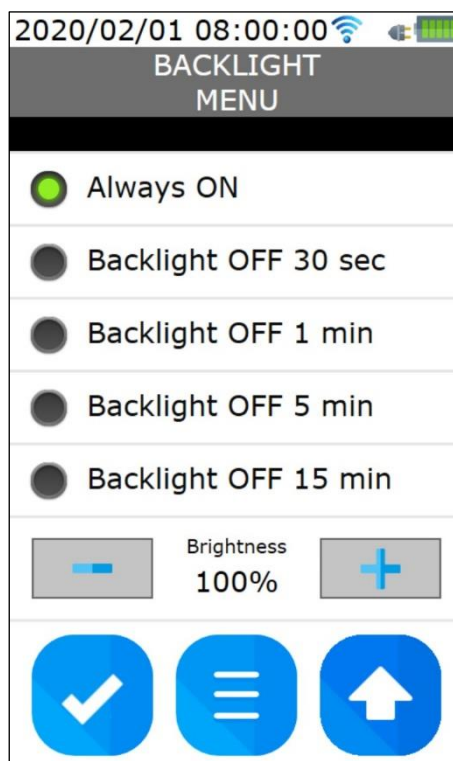 2020/02/01 08:00:00
BACKLIGHT
MENU
Always ON
Backlight OFF 30 sec
Backlight OFF 1 min
Backlight OFF 5 min
Backlight OFF 15 min
Brightness
100%